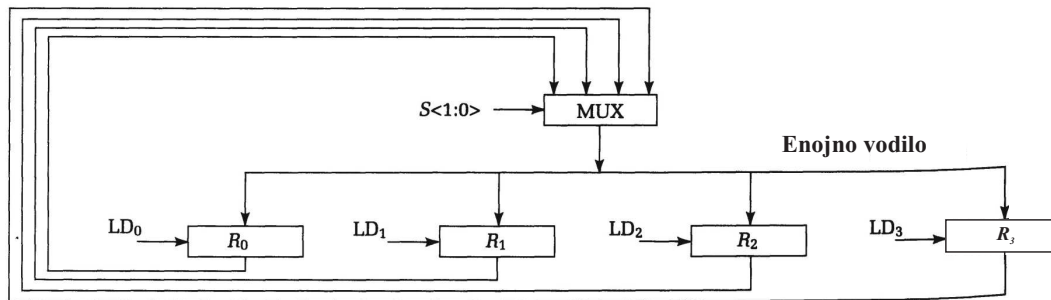 S<1:0>
MUX
Enojno vodilo
LD₀
R₀
LD₁
R₁
LD₂
R₂
LD₃
R₃